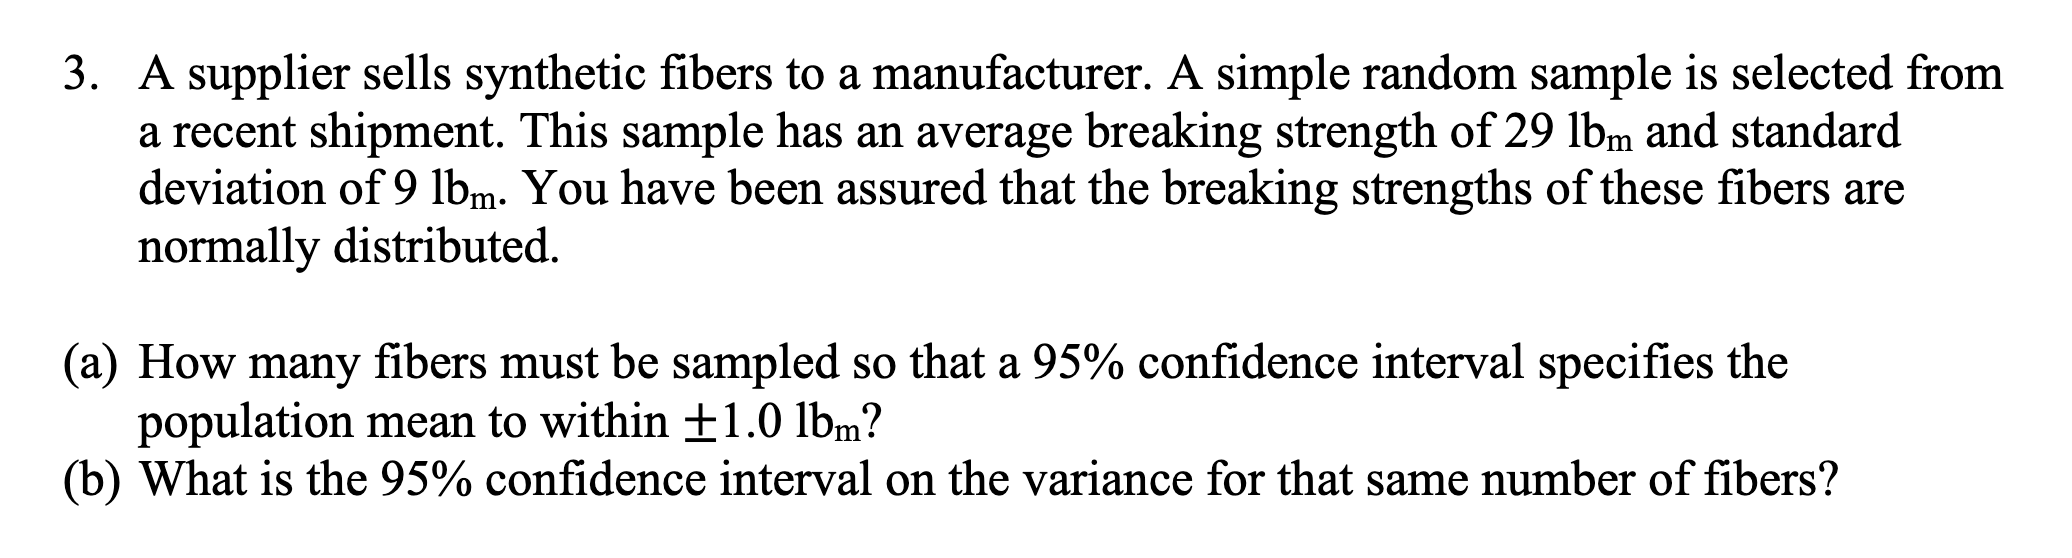 3. A supplier sells synthetic fibers to a manufacturer. A simple random sample is selected from
a recent shipment. This sample has an average breaking strength of 29 lbm and standard
deviation of 9 lbm. You have been assured that the breaking strengths of these fibers are
normally distributed.
(a) How many fibers must be sampled so that a 95% confidence interval specifies the
population mean to within ±1.0 lbm?
(b) What is the 95% confidence interval on the variance for that same number of fibers?